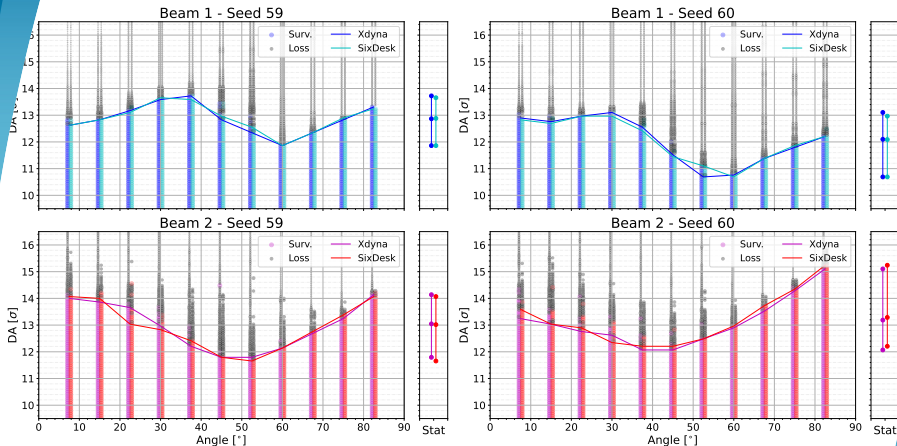 Beam 1 - Seed 59
16
15
14
13
12
11
10
DA [σ]
Surv.
Loss
Xdyna
SixDesk
Beam 1 - Seed 60
16
15
14
13
12
11
10
DA [σ]
Surv.
Loss
Xdyna
SixDesk
Beam 2 - Seed 59
16
15
14
13
12
11
10
DA [σ]
Surv.
Loss
Xdyna
SixDesk
0 10 20 30 40 50 60 70 80 90
Angle [°]
Stat
Beam 2 - Seed 60
16
15
14
13
12
11
10
DA [σ]
Surv.
Loss
Xdyna
SixDesk
0 10 20 30 40 50 60 70 80 90
Angle [°]
Stat